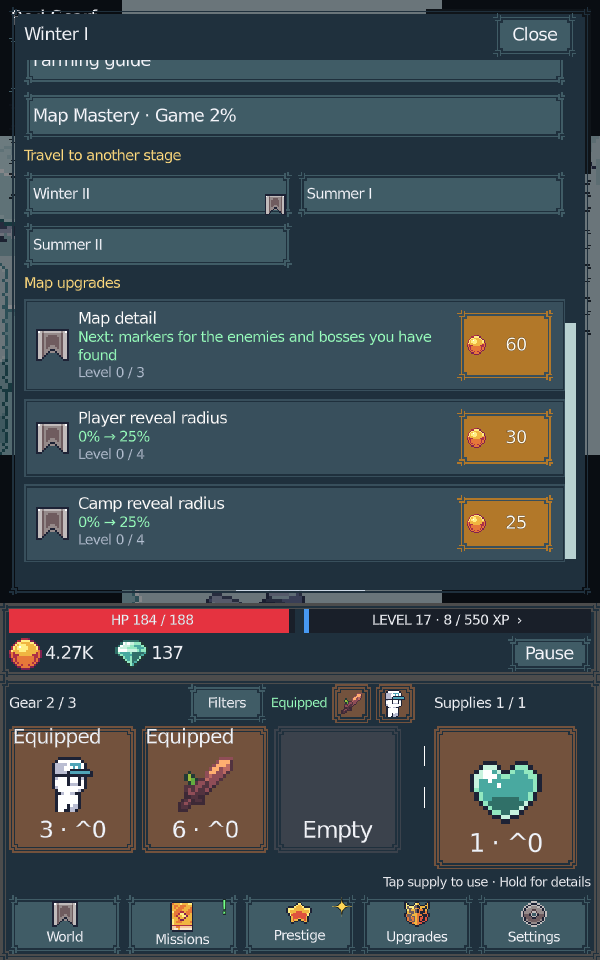 Winter I
Close
Farming guide
Map Mastery · Game 2%
Travel to another stage
Winter II
Summer I
Summer II
Map upgrades
Map detail
Next: markers for the enemies and bosses you have
found
Level 0 / 3
60
Player reveal radius
0% → 25%
Level 0 / 4
30
Camp reveal radius
0% → 25%
Level 0 / 4
25
HP 184 / 188
LEVEL 17 · 8 / 550 XP ›
4.27K
137
Pause
Gear 2 / 3
Filters
Equipped
Supplies 1 / 1
Equipped
3 · ^0
Equipped
6 · ^0
Empty
1 · ^0
Tap supply to use · Hold for details
World
Missions
!
Prestige
Upgrades
Settings